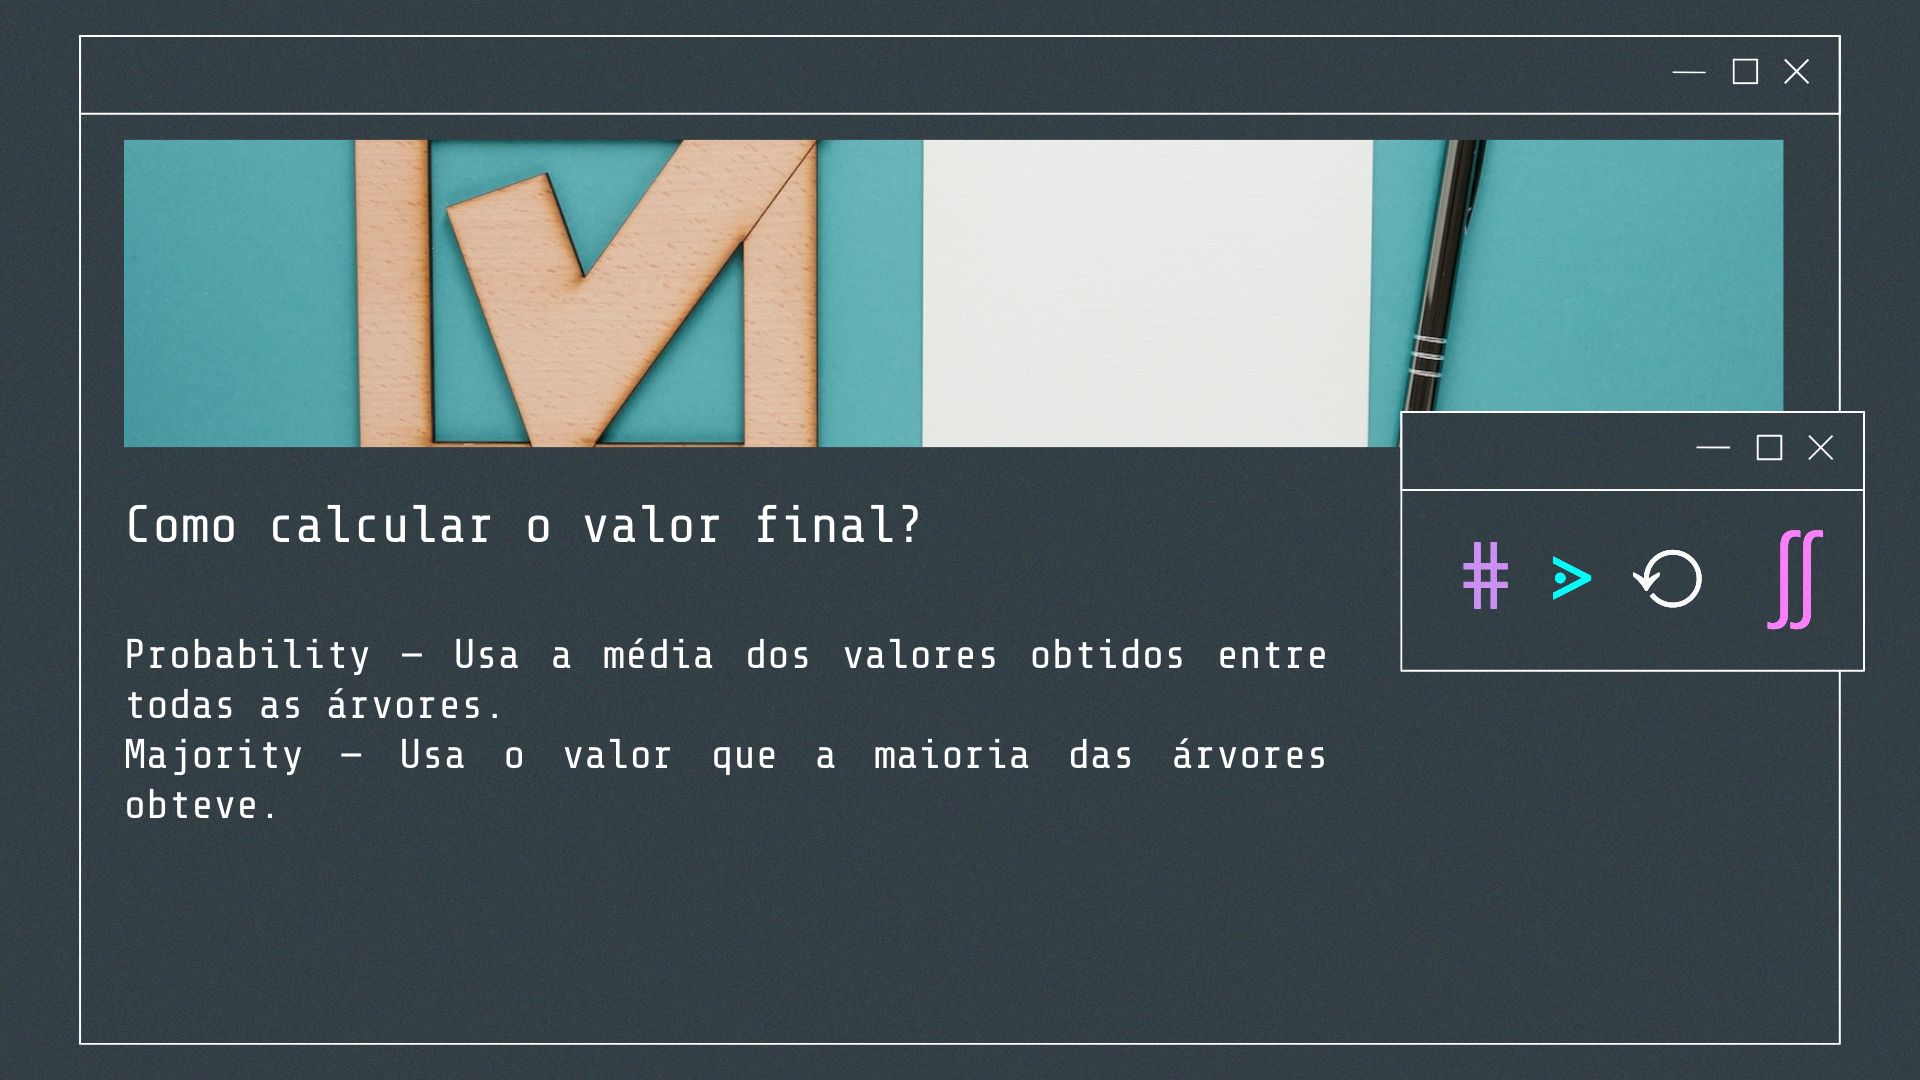 Como calcular o valor final?
Probability – Usa a média dos valores obtidos entre
todas as árvores.
Majority – Usa o valor que a maioria das árvores
obteve.